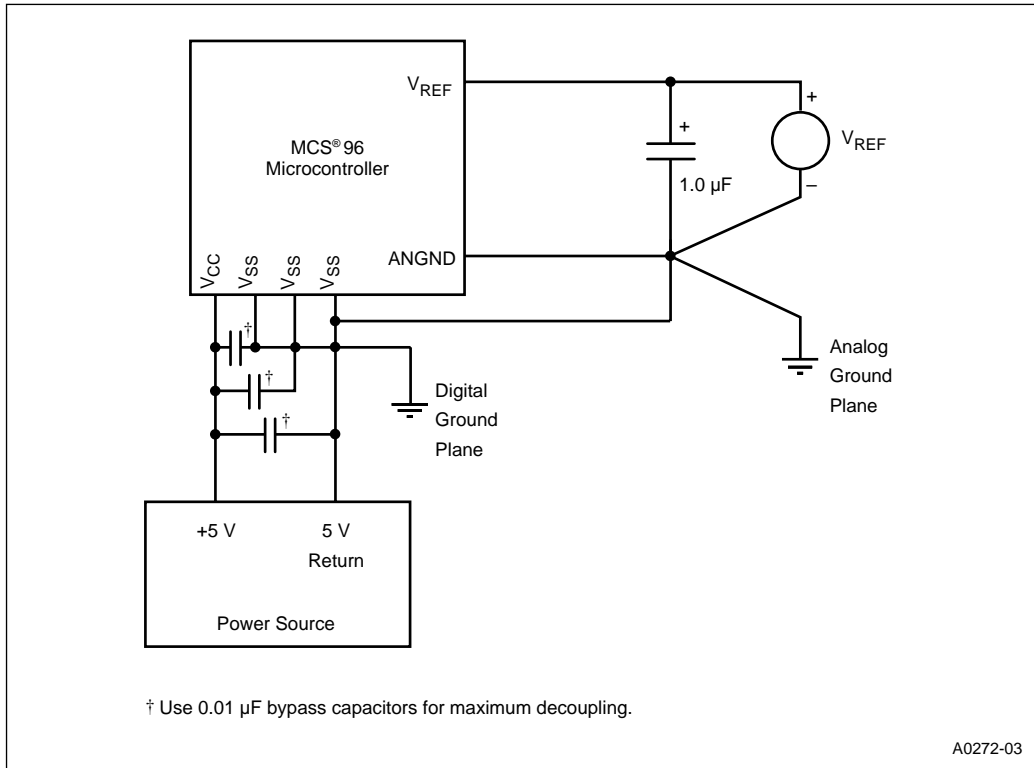 V_REF
MCS® 96
Microcontroller
+
+
V_REF
1.0 µF
–
ANGND
V_CC
V_SS
V_SS
V_SS
†
†
†
Analog
Ground
Plane
Digital
Ground
Plane
+5 V
5 V
Return
Power Source
† Use 0.01 µF bypass capacitors for maximum decoupling.
A0272-03